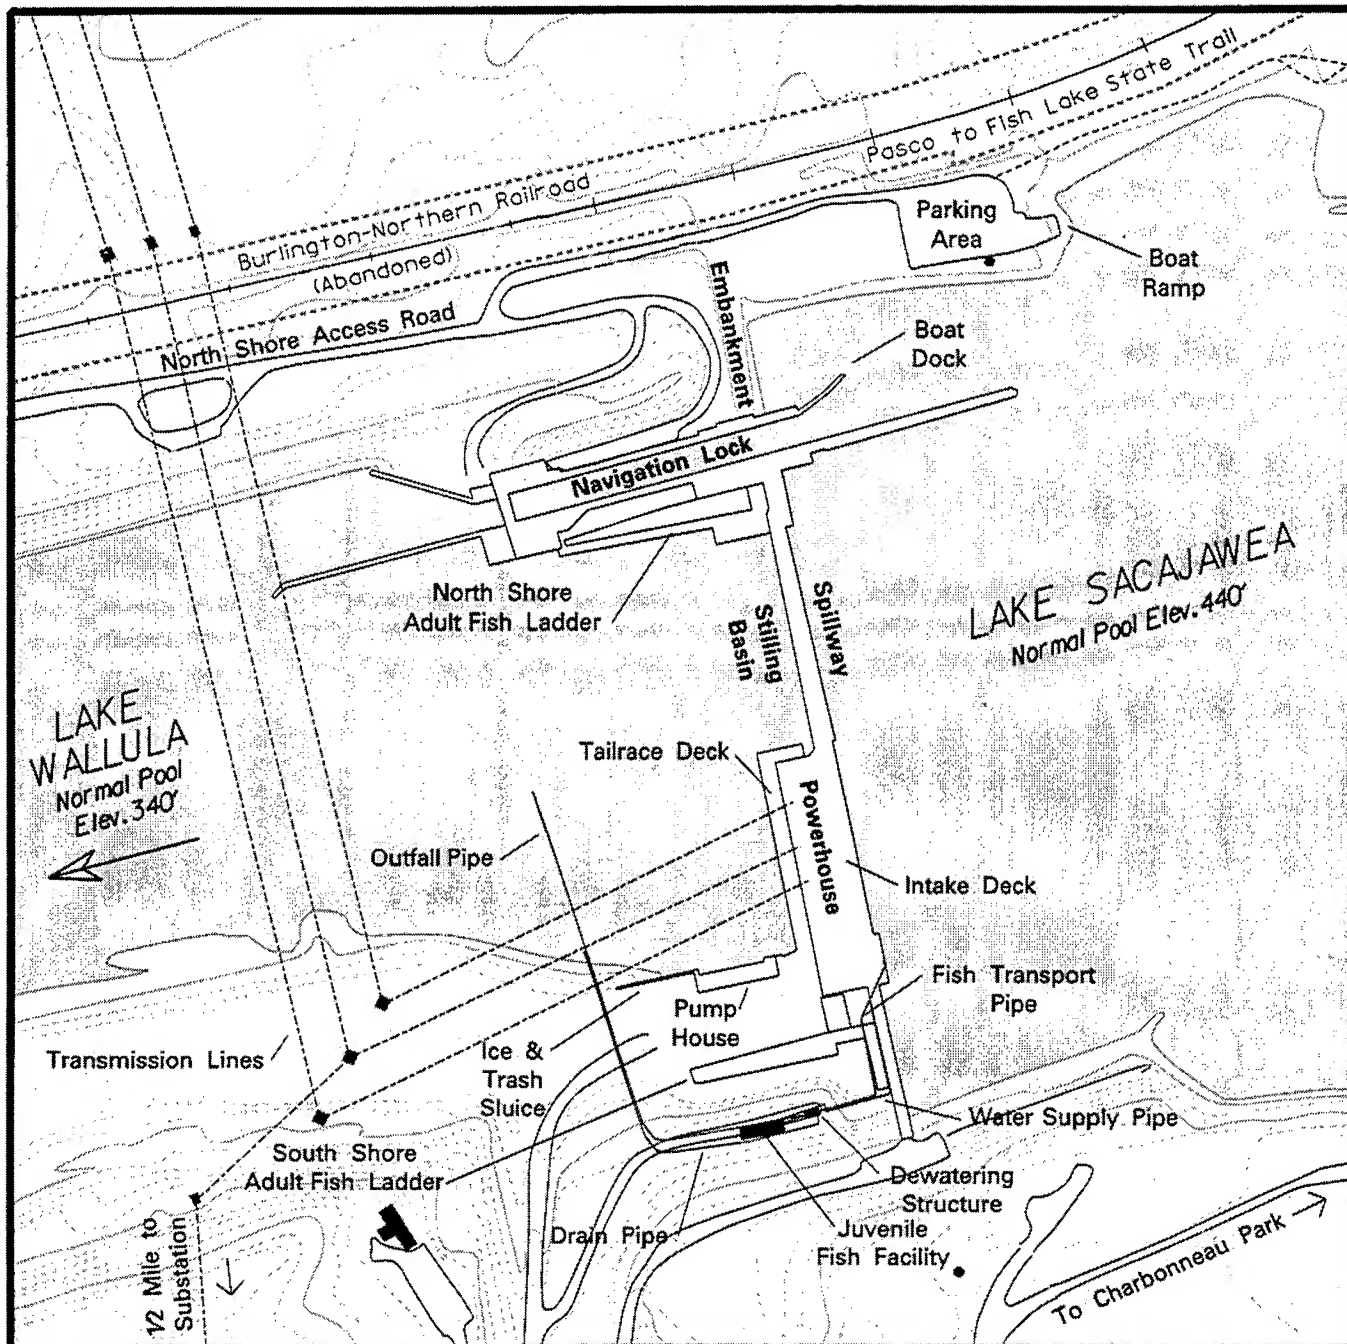 Pasco to Fish Lake State Trail
Burlington-Northern Railroad
(Abandoned)
Parking
Area
Boat
Ramp
North Shore Access Road
Embankment
Boat
Dock
Navigation Lock
North Shore
Adult Fish Ladder
Spillway
Stilling
Basin
LAKE SACAJAWEA
Normal Pool Elev. 440'
LAKE
WALLULA
Normal Pool
Elev. 340'
Tailrace Deck
Powerhouse
Outfall Pipe
Intake Deck
Fish Transport
Pipe
Pump
House
Transmission Lines
Ice &
Trash
Sluice
Water Supply Pipe
South Shore
Adult Fish Ladder
Dewatering
Structure
Drain Pipe
Juvenile
Fish Facility
1/2 Mile to
Substation
To Charbonneau Park